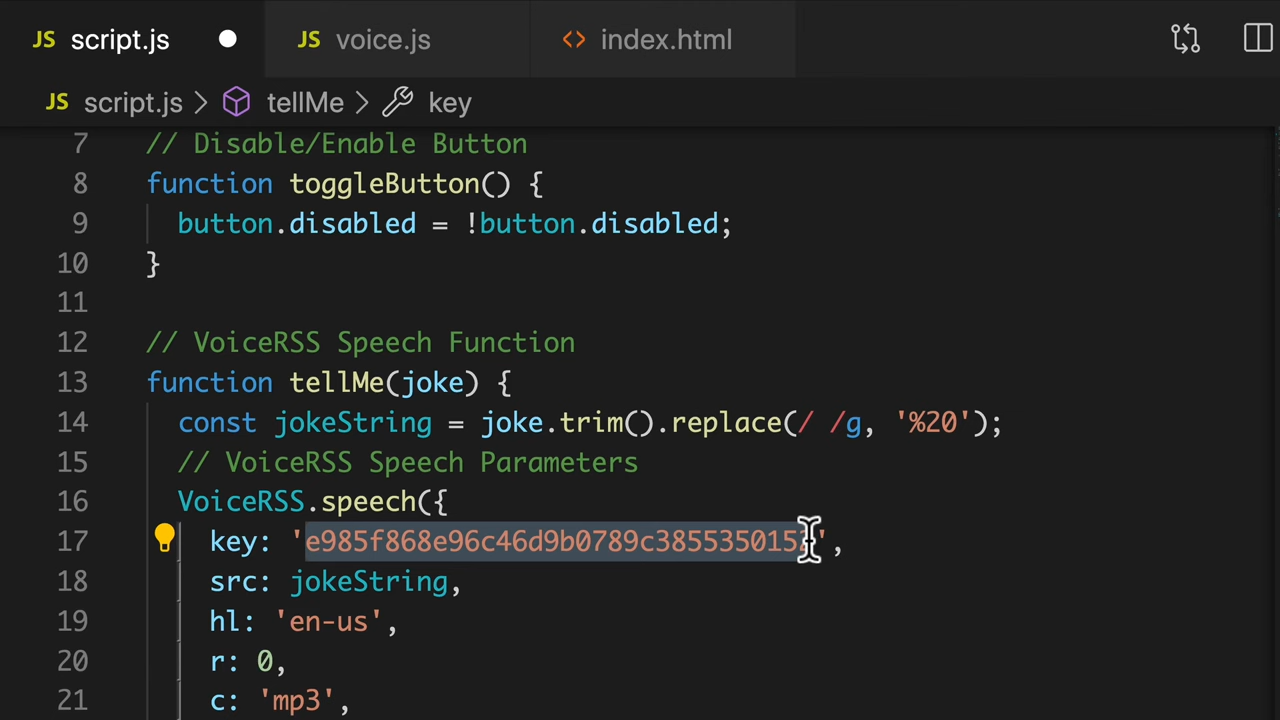 JS script.js
JS voice.js
<> index.html
JS script.js > tellMe > key
7 // Disable/Enable Button
8 function toggleButton() {
9 button.disabled = !button.disabled;
10 }
11
12 // VoiceRSS Speech Function
13 function tellMe(joke) {
14 const jokeString = joke.trim().replace(/ /g, '%20');
15 // VoiceRSS Speech Parameters
16 VoiceRSS.speech({
17 key: ',
18 src: jokeString,
19 hl: 'en-us',
20 r: 0,
21 c: 'mp3',